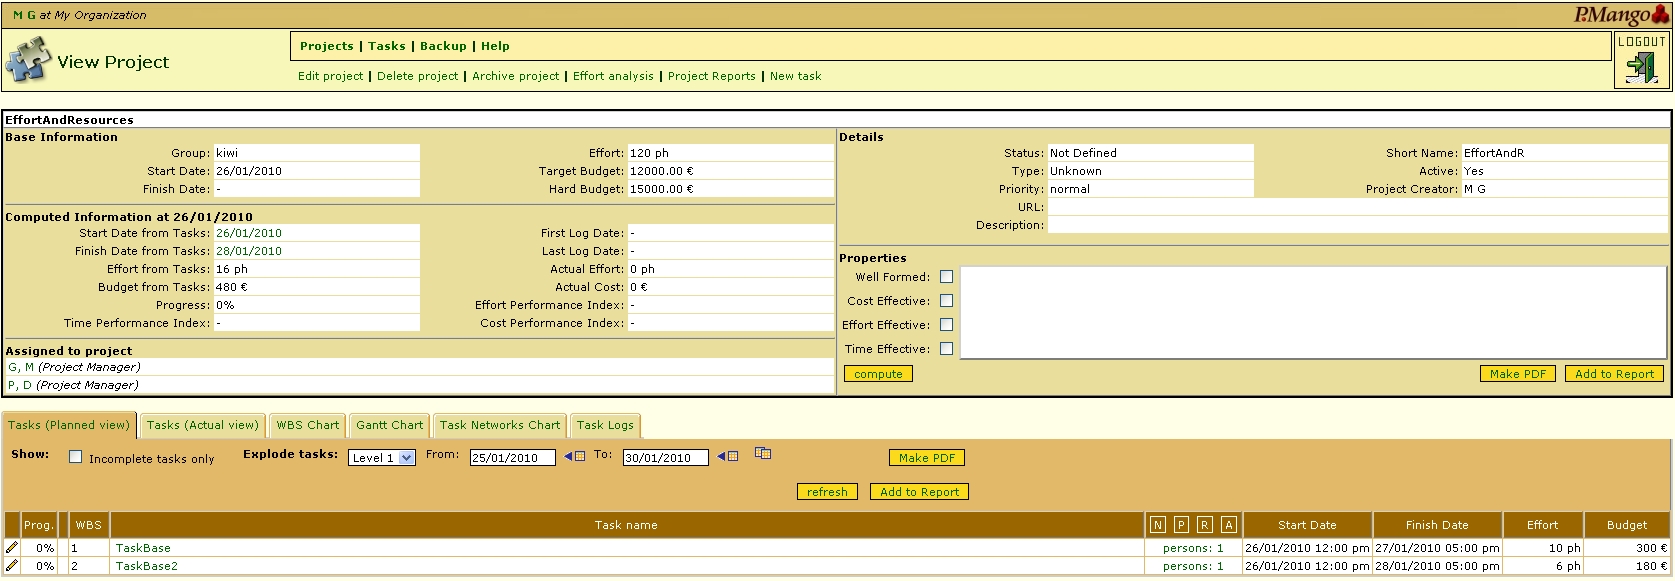 M G at My Organization
P.Mango
View Project
Projects | Tasks | Backup | Help
Edit project | Delete project | Archive project | Effort analysis | Project Reports | New task
LOGOUT
EffortAndResources
Base Information
Group: kiwi Effort: 120 ph
Start Date: 26/01/2010 Target Budget: 12000.00 €
Finish Date: - Hard Budget: 15000.00 €
Computed Information at 26/01/2010
Start Date from Tasks: 26/01/2010 First Log Date: -
Finish Date from Tasks: 28/01/2010 Last Log Date: -
Effort from Tasks: 16 ph Actual Effort: 0 ph
Budget from Tasks: 480 € Actual Cost: 0 €
Progress: 0% Effort Performance Index: -
Time Performance Index: - Cost Performance Index: -
Assigned to project
G, M (Project Manager)
P, D (Project Manager)
Details
Status: Not Defined Short Name: EffortAndR
Type: Unknown Active: Yes
Priority: normal Project Creator: M G
URL:
Description:
Properties
Well Formed:
Cost Effective:
Effort Effective:
Time Effective:
compute Make PDF Add to Report
Tasks (Planned view) Tasks (Actual view) WBS Chart Gantt Chart Task Networks Chart Task Logs
Show: Incomplete tasks only Explode tasks: Level 1 From: 25/01/2010 To: 30/01/2010 Make PDF
refresh Add to Report
Prog. WBS Task name N P R A Start Date Finish Date Effort Budget
0% 1 TaskBase persons: 1 26/01/2010 12:00 pm 27/01/2010 05:00 pm 10 ph 300 €
0% 2 TaskBase2 persons: 1 26/01/2010 12:00 pm 28/01/2010 05:00 pm 6 ph 180 €